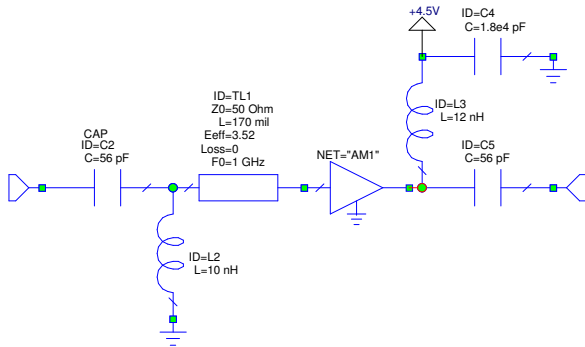 +4.5V
ID=C4
C=1.8e4 pF
ID=TL1
Z0=50 Ohm
L=170 mil
Eeff=3.52
Loss=0
F0=1 GHz
ID=L3
L=12 nH
CAP
ID=C2
C=56 pF
NET="AM1"
ID=C5
C=56 pF
ID=L2
L=10 nH